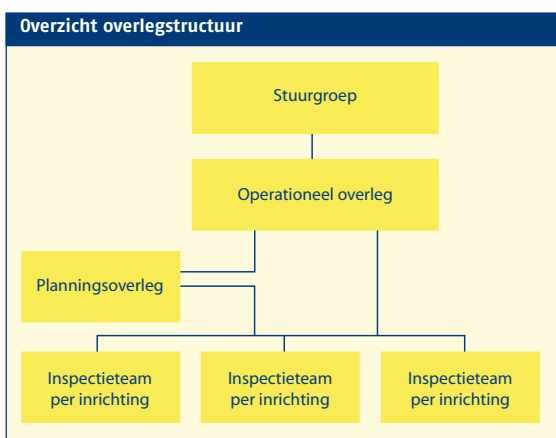 Overzicht overlegstructuur
Stuurgroep
Operationeel overleg
Planningsoverleg
Inspectieteam
per inrichting
Inspectieteam
per inrichting
Inspectieteam
per inrichting